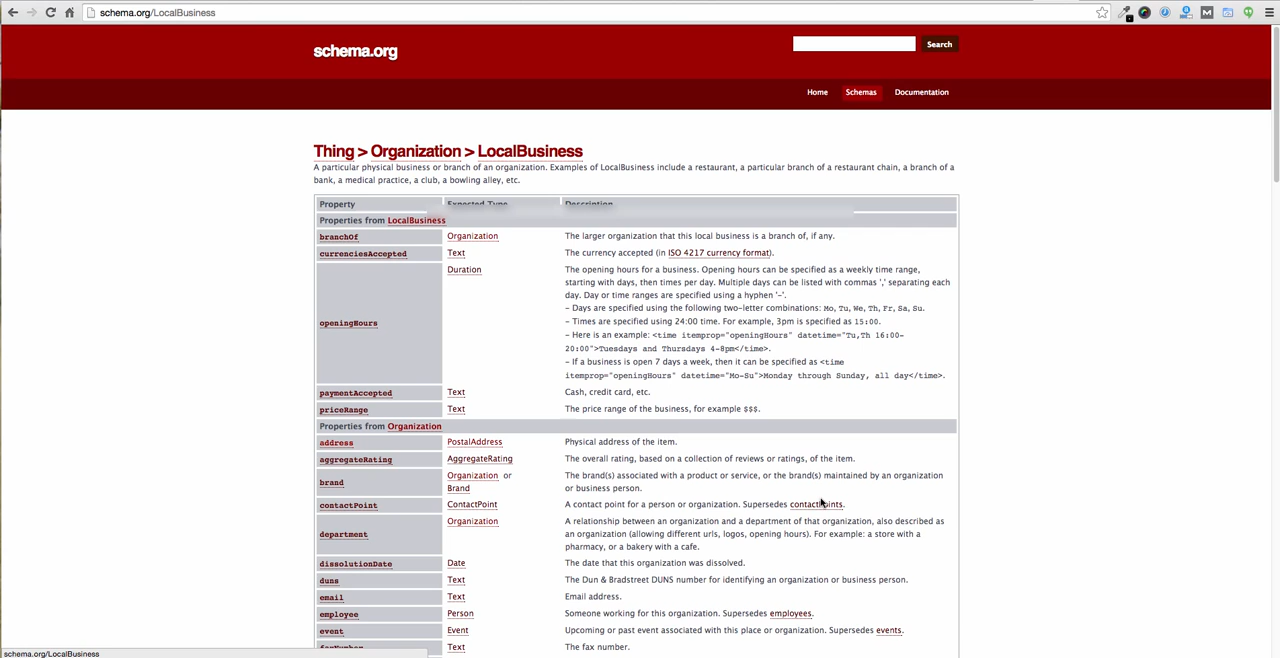 schema.org/LocalBusiness
schema.org
Search
Home Schemas Documentation
Thing > Organization > LocalBusiness
A particular physical business or branch of an organization. Examples of LocalBusiness include a restaurant, a particular branch of a restaurant chain, a branch of a
bank, a medical practice, a club, a bowling alley, etc.
Property Expected Type Description
Properties from LocalBusiness
branchOf Organization The larger organization that this local business is a branch of, if any.
currenciesAccepted Text The currency accepted (in ISO 4217 currency format).
openingHours Duration The opening hours for a business. Opening hours can be specified as a weekly time range,
starting with days, then times per day. Multiple days can be listed with commas ',' separating each
day. Day or time ranges are specified using a hyphen '-'.
- Days are specified using the following two-letter combinations: Mo, Tu, We, Th, Fr, Sa, Su.
- Times are specified using 24:00 time. For example, 3pm is specified as 15:00.
- Here is an example: <time itemprop="openingHours" datetime="Tu,Th 16:00-
20:00">Tuesdays and Thursdays 4-8pm</time>.
- If a business is open 7 days a week, then it can be specified as <time
itemprop="openingHours" datetime="Mo-Su">Monday through Sunday, all day</time>.
paymentAccepted Text Cash, credit card, etc.
priceRange Text The price range of the business, for example $$$.
Properties from Organization
address PostalAddress Physical address of the item.
aggregateRating AggregateRating The overall rating, based on a collection of reviews or ratings, of the item.
brand Organization or The brand(s) associated with a product or service, or the brand(s) maintained by an organization
Brand or business person.
contactPoint ContactPoint A contact point for a person or organization. Supersedes contactPoints.
department Organization A relationship between an organization and a department of that organization, also described as
an organization (allowing different urls, logos, opening hours). For example: a store with a
pharmacy, or a bakery with a cafe.
dissolutionDate Date The date that this organization was dissolved.
duns Text The Dun & Bradstreet DUNS number for identifying an organization or business person.
email Text Email address.
employee Person Someone working for this organization. Supersedes employees.
event Event Upcoming or past event associated with this place or organization. Supersedes events.
faxNumber Text The fax number.
schema.org/LocalBusiness